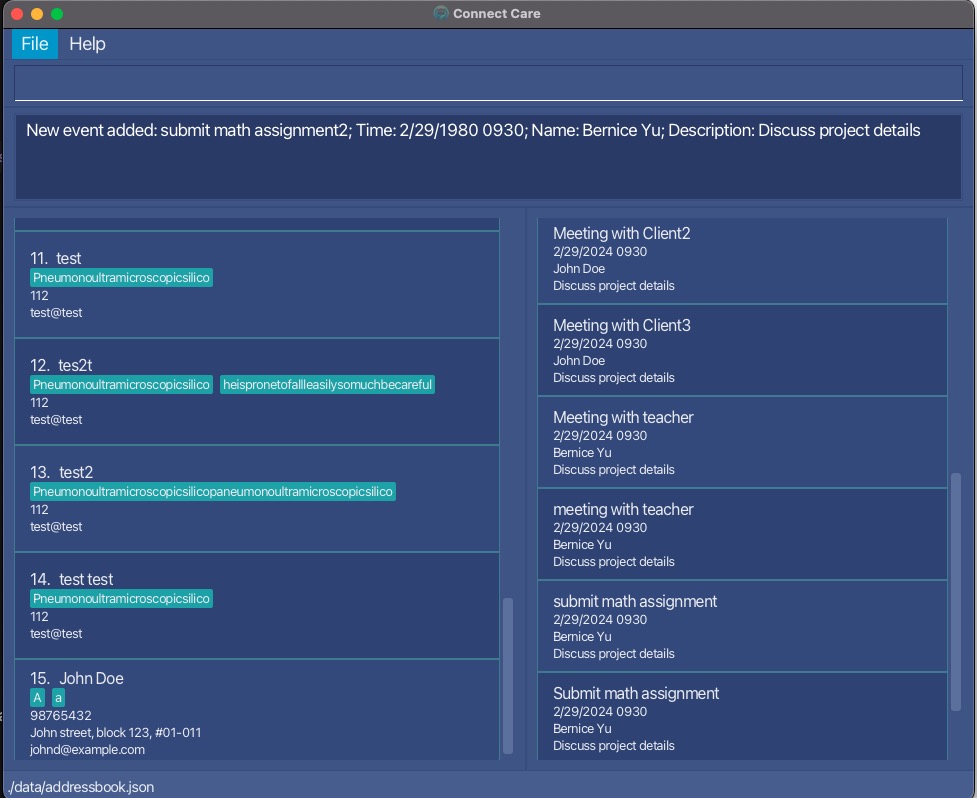 Connect Care
File Help
New event added: submit math assignment2; Time: 2/29/1980 0930; Name: Bernice Yu; Description: Discuss project details
11. test
Pneumonoultramicroscopicsilico
112
test@test
12. tes2t
Pneumonoultramicroscopicsilico heispronetofallleasilysomuchbecareful
112
test@test
13. test2
Pneumonoultramicroscopicsilicopaneumonoultramicroscopicsilico
112
test@test
14. test test
Pneumonoultramicroscopicsilico
112
test@test
15. John Doe
A a
98765432
John street, block 123, #01-011
johnd@example.com
Meeting with Client2
2/29/2024 0930
John Doe
Discuss project details
Meeting with Client3
2/29/2024 0930
John Doe
Discuss project details
Meeting with teacher
2/29/2024 0930
Bernice Yu
Discuss project details
meeting with teacher
2/29/2024 0930
Bernice Yu
Discuss project details
submit math assignment
2/29/2024 0930
Bernice Yu
Discuss project details
Submit math assignment
2/29/2024 0930
Bernice Yu
Discuss project details
./data/addressbook.json